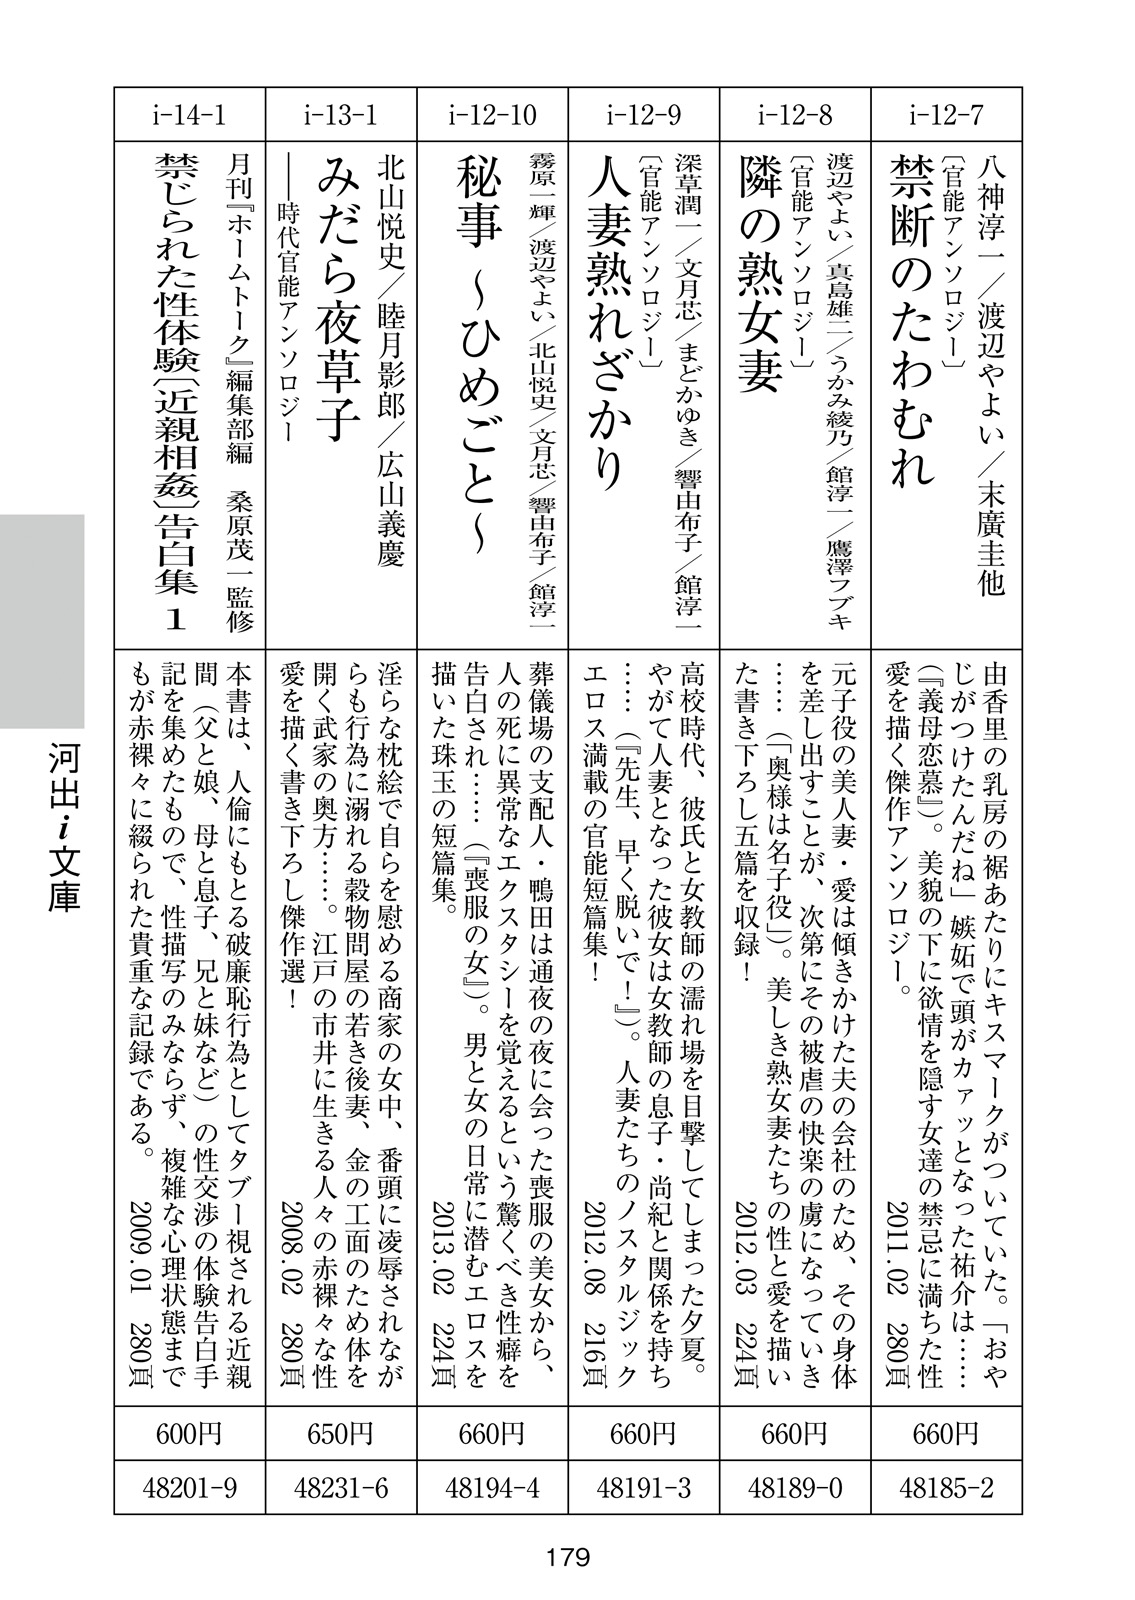 i-12-7
八神淳一／渡辺やよい／末廣圭他
［官能アンソロジー］
禁断のたわむれ
由香里の乳房の裾あたりにキスマークがついていた。「おや
じがつけたんだね」嫉妬で頭がカァッとなった祐介は……
（『義母恋慕』）。美貌の下に欲情を隠す女達の禁忌に満ちた性
愛を描く傑作アンソロジー。
2011.02　280頁
660円
48185-2
i-12-8
渡辺やよい／真島雄二／うかみ綾乃／館淳一／鷹澤フブキ
［官能アンソロジー］
隣の熟女妻
元子役の美人妻・愛は傾きかけた夫の会社のため、その身体
を差し出すことが、次第にその被虐の快楽の虜になっていき
……（「奥様は名子役」）。美しき熟女妻たちの性と愛を描い
た書き下ろし五篇を収録！
2012.03　224頁
660円
48189-0
i-12-9
深草潤一／文月芯／まどかゆき／響由布子／館淳一
［官能アンソロジー］
人妻熟れざかり
高校時代、彼氏と女教師の濡れ場を目撃してしまった夕夏。
やがて人妻となった彼女は女教師の息子・尚紀と関係を持ち
……（『先生、早く脱いで！』）。人妻たちのノスタルジック
エロス満載の官能短篇集！
2012.08　216頁
660円
48191-3
i-12-10
霧原一輝／渡辺やよい／北山悦史／文月芯／響由布子／館淳一
秘事 〜ひめごと〜
葬儀場の支配人・鴨田は通夜の夜に会った喪服の美女から、
人の死に異常なエクスタシーを覚えるという驚くべき性癖を
告白され……（『喪服の女』）。男と女の日常に潜むエロスを
描いた珠玉の短篇集。
2013.02　224頁
660円
48194-4
i-13-1
北山悦史／睦月影郎／広山義慶
みだら夜草子
――時代官能アンソロジー
淫らな枕絵で自らを慰める商家の女中、番頭に凌辱されなが
らも行為に溺れる穀物問屋の若き後妻、金の工面のため体を
開く武家の奥方……。江戸の市井に生きる人々の赤裸々な性
愛を描く書き下ろし傑作選！
2008.02　280頁
650円
48231-6
i-14-1
月刊『ホームトーク』編集部編　桑原茂一監修
禁じられた性体験［近親相姦］告白集 1
本書は、人倫にもとる破廉恥行為としてタブー視される近親
間（父と娘、母と息子、兄と妹など）の性交渉の体験告白手
記を集めたもので、性描写のみならず、複雑な心理状態まで
もが赤裸々に綴られた貴重な記録である。
2009.01　280頁
600円
48201-9
河出i文庫
179